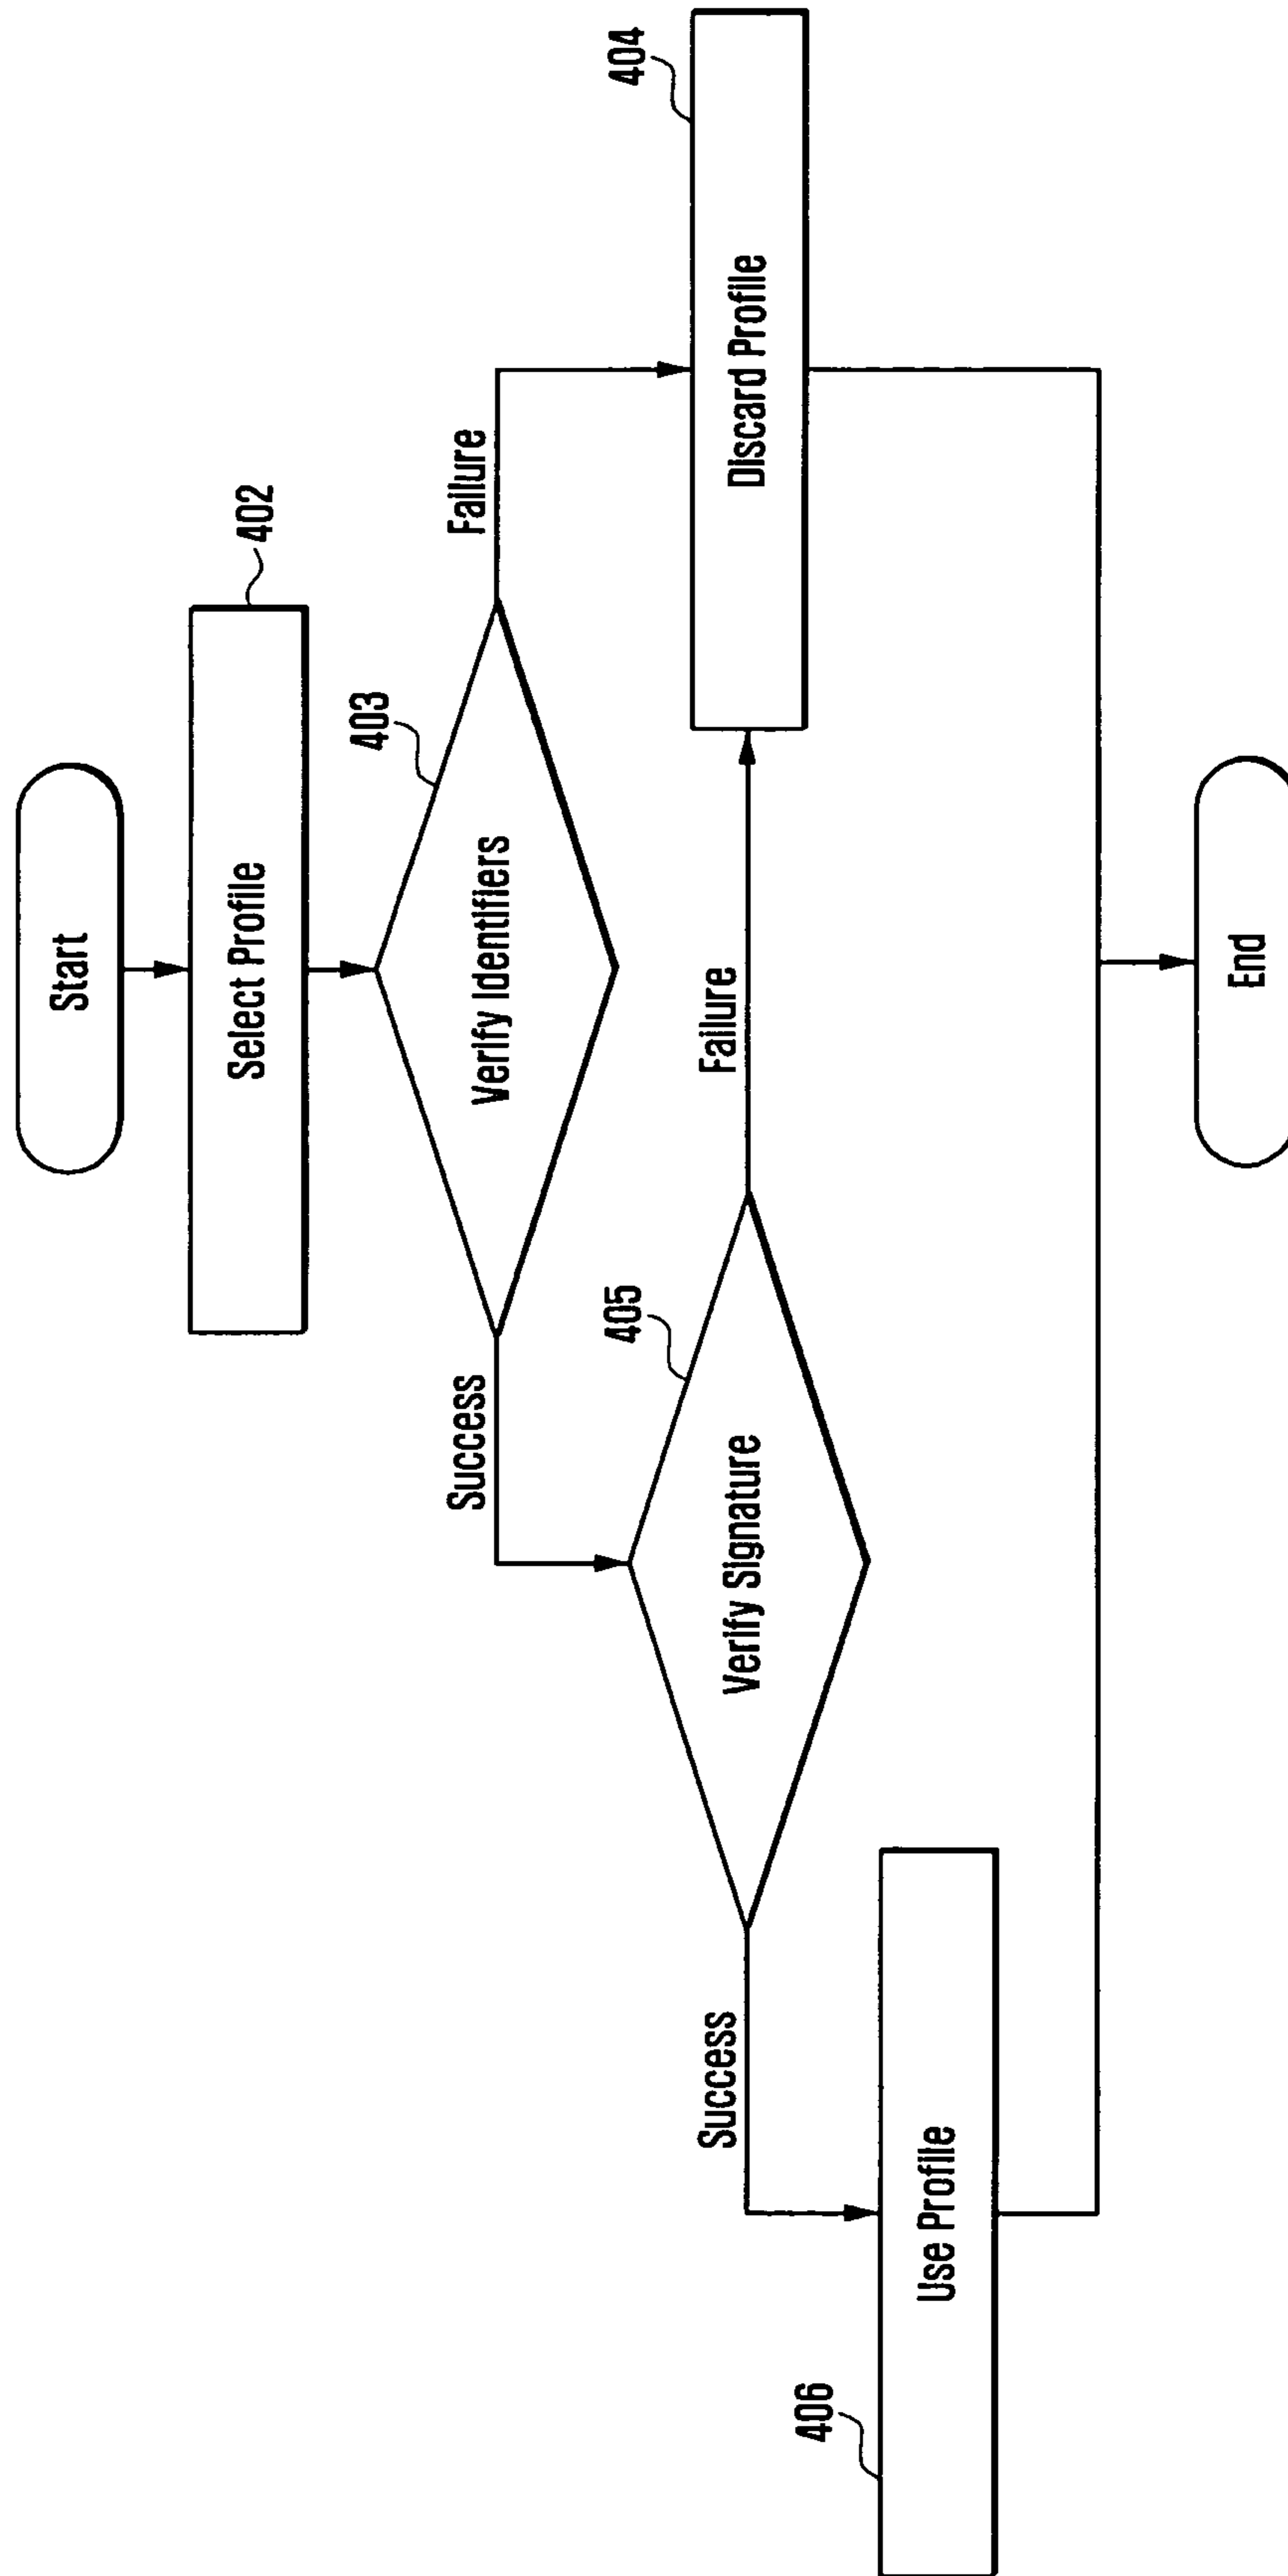 Start
402
Select Profile
403
Verify Identifiers
Success
Failure
405
404
Verify Signature
Failure
Discard Profile
Success
406
Use Profile
End